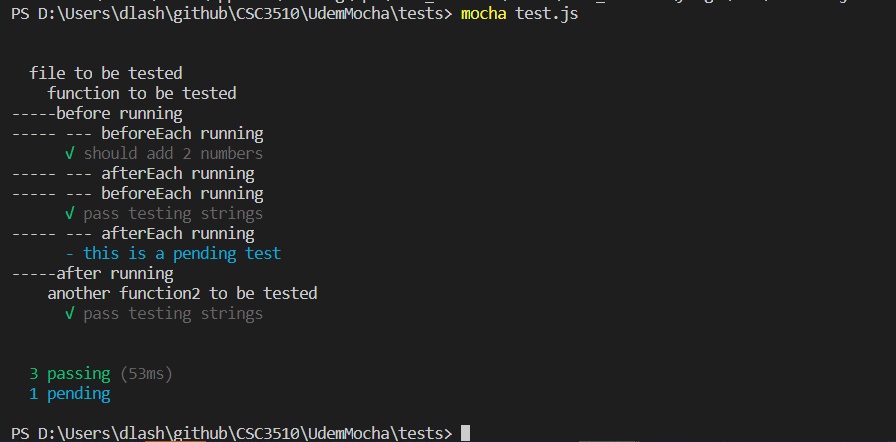 PS D:\Users\dlash\github\CSC3510\UdemMocha\tests> mocha test.js
file to be tested
function to be tested
-----before running
----- --- beforeEach running
√ should add 2 numbers
----- --- afterEach running
----- --- beforeEach running
√ pass testing strings
----- --- afterEach running
- this is a pending test
-----after running
another function2 to be tested
√ pass testing strings
3 passing (53ms)
1 pending
PS D:\Users\dlash\github\CSC3510\UdemMocha\tests>